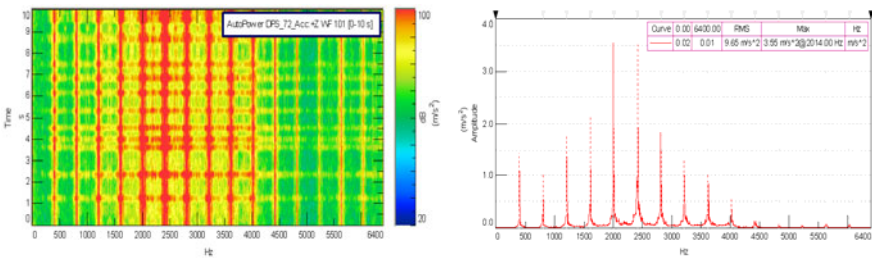 AutoPower DPS_72_Acc:+Z WF 101 [0-10 s]
10
9
8
7
6
5
4
3
2
1
0
Time
s
0 500 1000 1500 2000 2500 3000 3500 4000 4500 5000 5500 6400
Hz
100
dB
(m/s²)
20
Curve 0.00 6400.00 RMS Max Hz
0.02 0.01 9.65 m/s^2 3.55 m/s^2@2014.00 Hz m/s^2
4.0
3.0
2.0
1.0
0.0
(m/s²)
Amplitude
0 500 1000 1500 2000 2500 3000 3500 4000 4500 5000 5500 6400
Hz